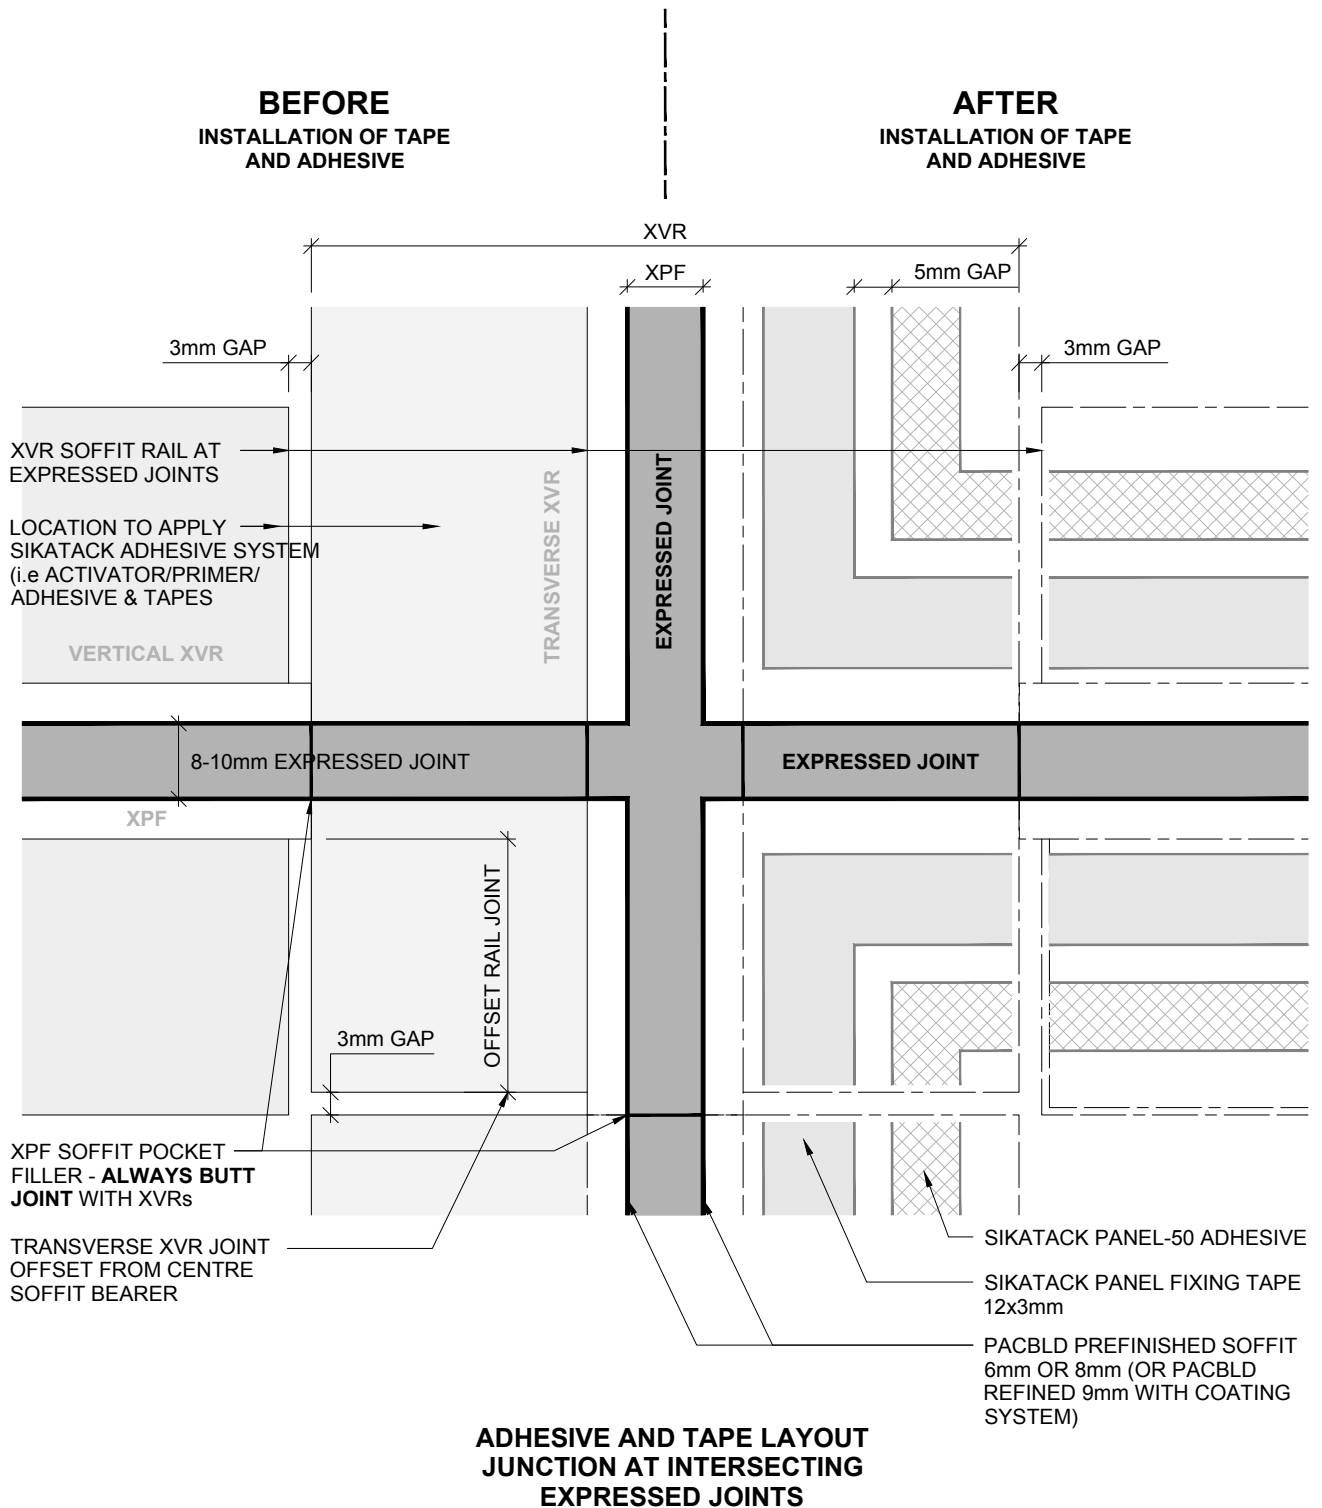 BEFORE
INSTALLATION OF TAPE
AND ADHESIVE
AFTER
INSTALLATION OF TAPE
AND ADHESIVE
XVR
XPF
5mm GAP
3mm GAP
3mm GAP
XVR SOFFIT RAIL AT
EXPRESSED JOINTS
LOCATION TO APPLY
SIKATACK ADHESIVE SYSTEM
(i.e ACTIVATOR/PRIMER/
ADHESIVE & TAPES
TRANSVERSE XVR
EXPRESSED JOINT
VERTICAL XVR
8-10mm EXPRESSED JOINT
EXPRESSED JOINT
XPF
OFFSET RAIL JOINT
3mm GAP
XPF SOFFIT POCKET
FILLER - ALWAYS BUTT
JOINT WITH XVRs
TRANSVERSE XVR JOINT
OFFSET FROM CENTRE
SOFFIT BEARER
SIKATACK PANEL-50 ADHESIVE
SIKATACK PANEL FIXING TAPE
12x3mm
PACBLD PREFINISHED SOFFIT
6mm OR 8mm (OR PACBLD
REFINED 9mm WITH COATING
SYSTEM)
ADHESIVE AND TAPE LAYOUT
JUNCTION AT INTERSECTING
EXPRESSED JOINTS